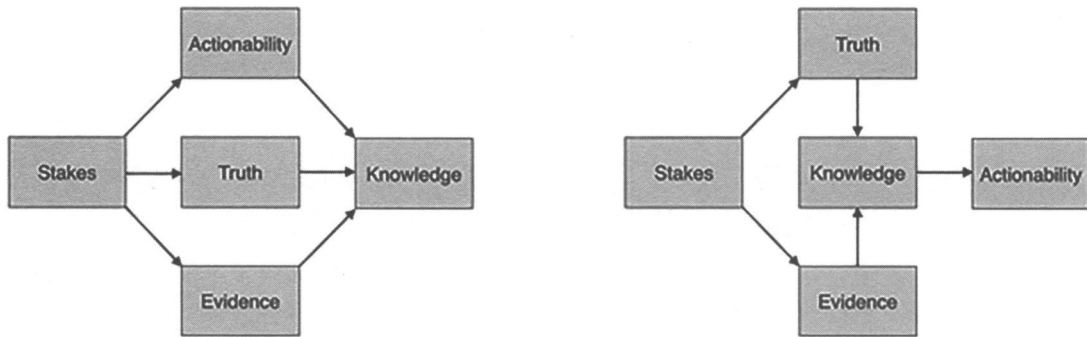 Actionability
Stakes
Truth
Knowledge
Evidence
Truth
Stakes
Knowledge
Actionability
Evidence